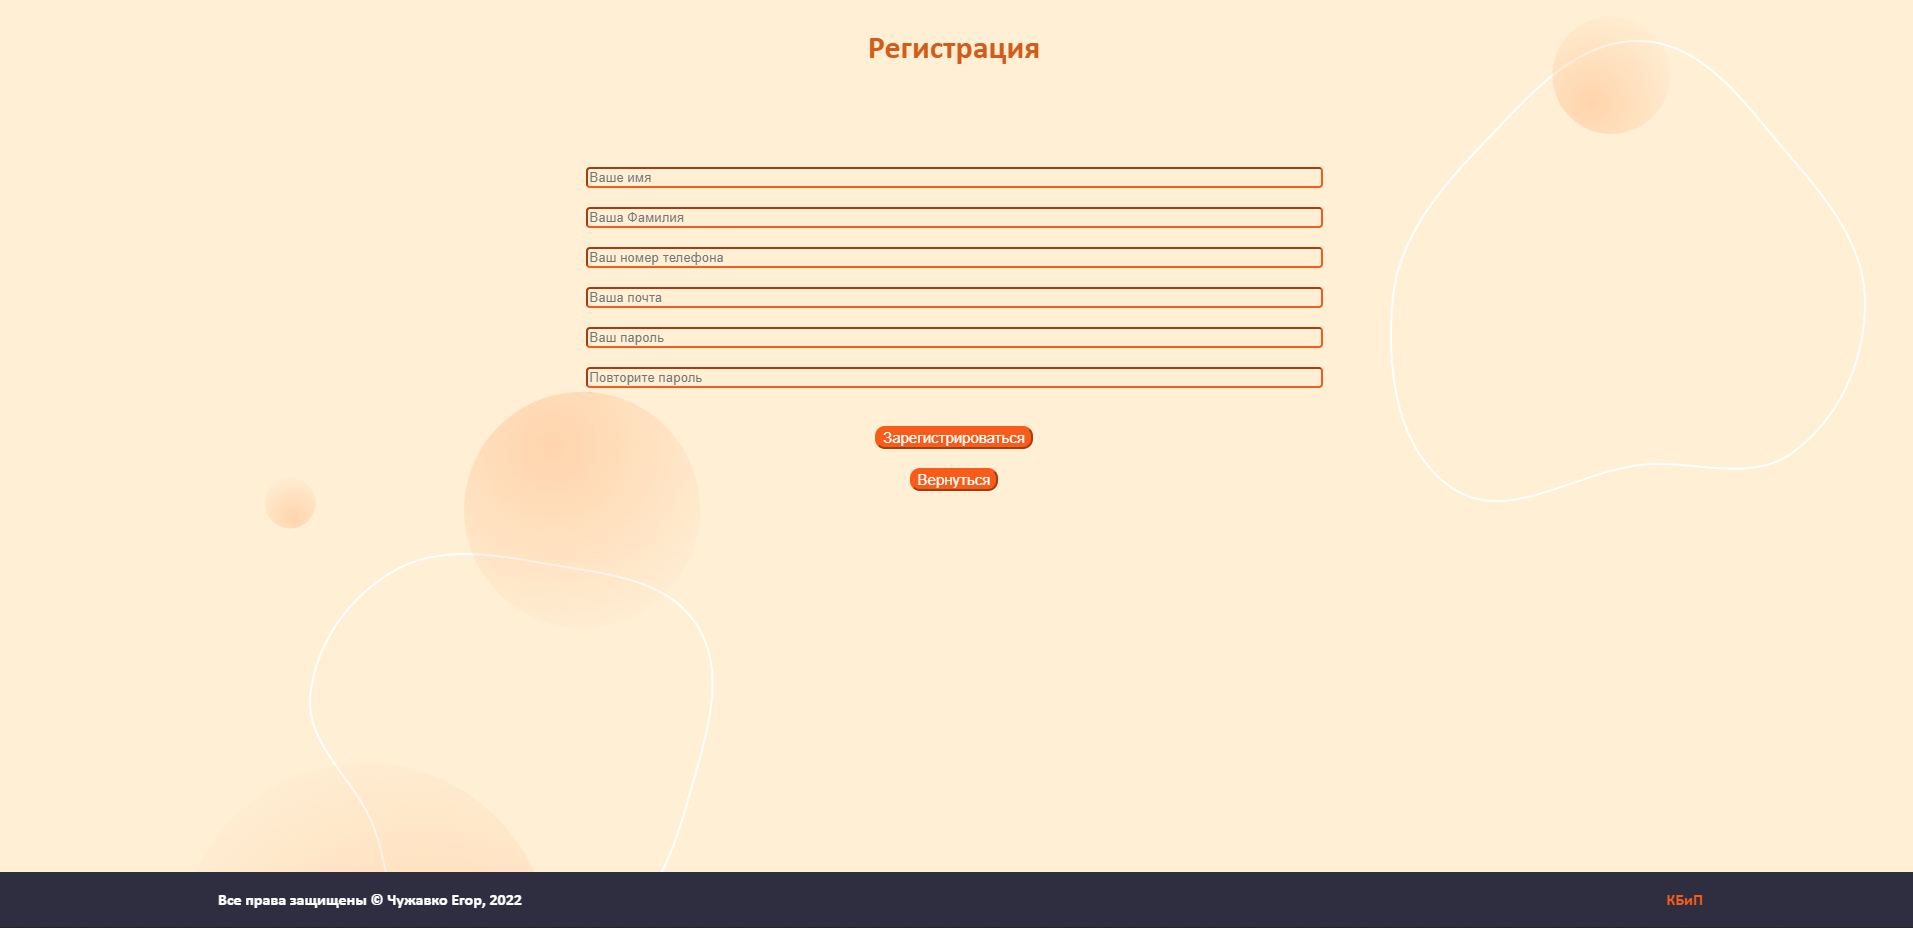 Регистрация
Ваше имя
Ваша Фамилия
Ваш номер телефона
Ваша почта
Ваш пароль
Повторите пароль
Зарегистрироваться
Вернуться
Все права защищены © Чужавко Егор, 2022
КБиП